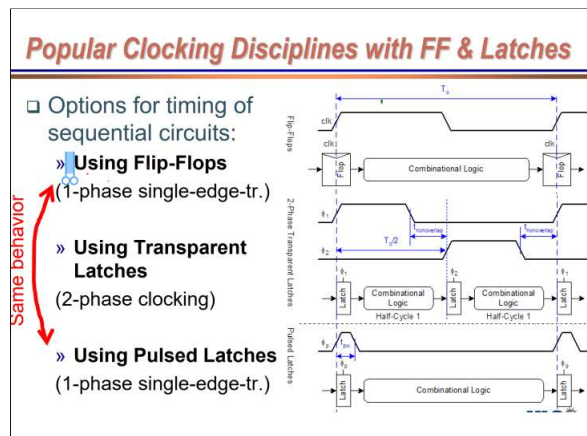 Popular Clocking Disciplines with FF & Latches
Options for timing of
sequential circuits:
» Using Flip-Flops
(1-phase single-edge-tr.)
» Using Transparent
Latches
(2-phase clocking)
» Using Pulsed Latches
(1-phase single-edge-tr.)
Same behavior
Flip-Flops
Tc
clk
clk
clk
Flop
Combinational Logic
Flop
2-Phase Transparent Latches
ϕ1
tnonoverlap
tnonoverlap
Tc/2
ϕ2
ϕ1
ϕ2
ϕ1
Latch
Combinational
Logic
Latch
Combinational
Logic
Latch
Half-Cycle 1
Half-Cycle 1
Pulsed Latches
ϕp
tpw
ϕp
ϕp
Latch
Combinational Logic
Latch